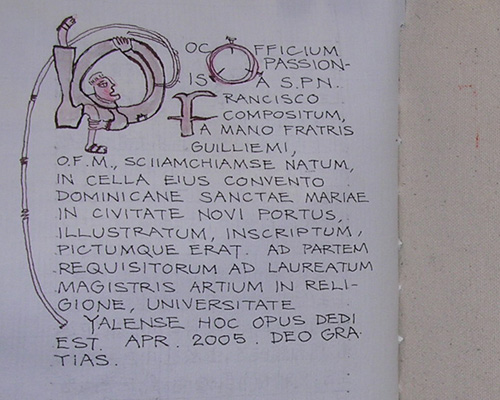 HOC OFFICIUM
PASSION-
IS A S.P.N.
FRANCISCO
COMPOSITUM,
A MANO FRATRIS
GUILLIEMI,
O.F.M., SCIIAMCHIAMSE NATUM,
IN CELLA EIUS CONVENTO
DOMINICANE SANCTAE MARIAE
IN CIVITATE NOVI PORTUS,
ILLUSTRATUM, INSCRIPTUM,
PICTUMQUE ERAT. AD PARTEM
REQUISITORUM AD LAUREATUM
MAGISTRIS ARTIUM IN RELI-
GIONE, UNIVERSITATE
YALENSE HOC OPUS DEDI
EST. APR. 2005. DEO GRA-
TIAS.